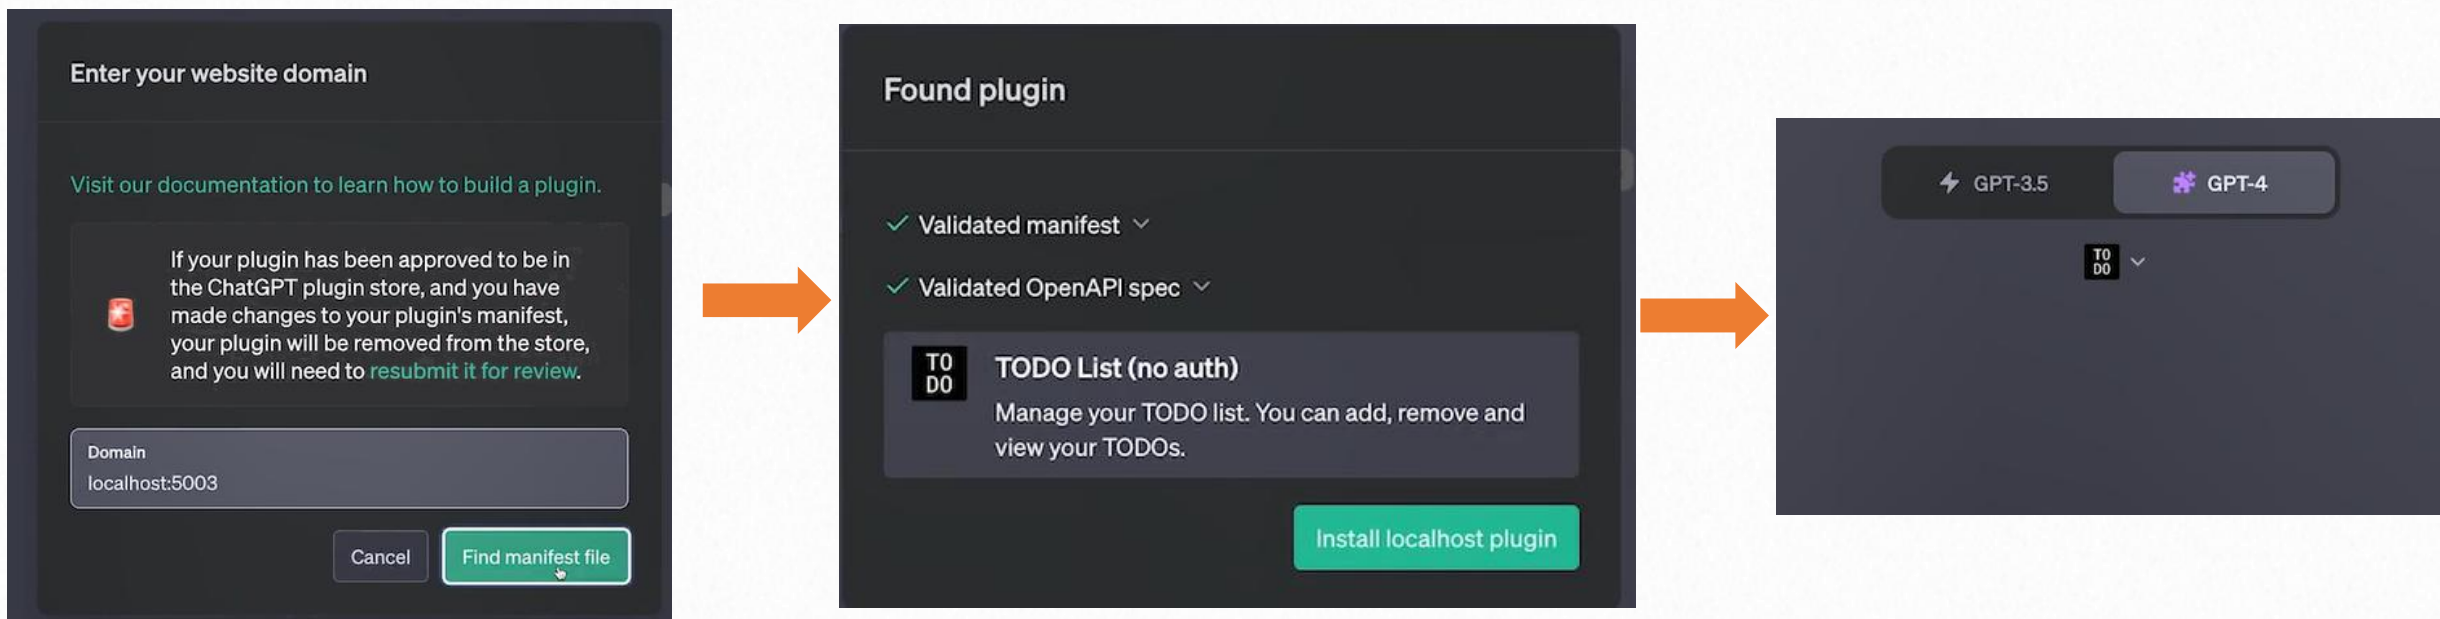 Enter your website domain
Visit our documentation to learn how to build a plugin.
If your plugin has been approved to be in
the ChatGPT plugin store, and you have
made changes to your plugin's manifest,
your plugin will be removed from the store,
and you will need to resubmit it for review.
Domain
localhost:5003
Cancel
Find manifest file
Found plugin
Validated manifest
Validated OpenAPI spec
TO
DO
TODO List (no auth)
Manage your TODO list. You can add, remove and
view your TODOs.
Install localhost plugin
GPT-3.5
GPT-4
TO
DO